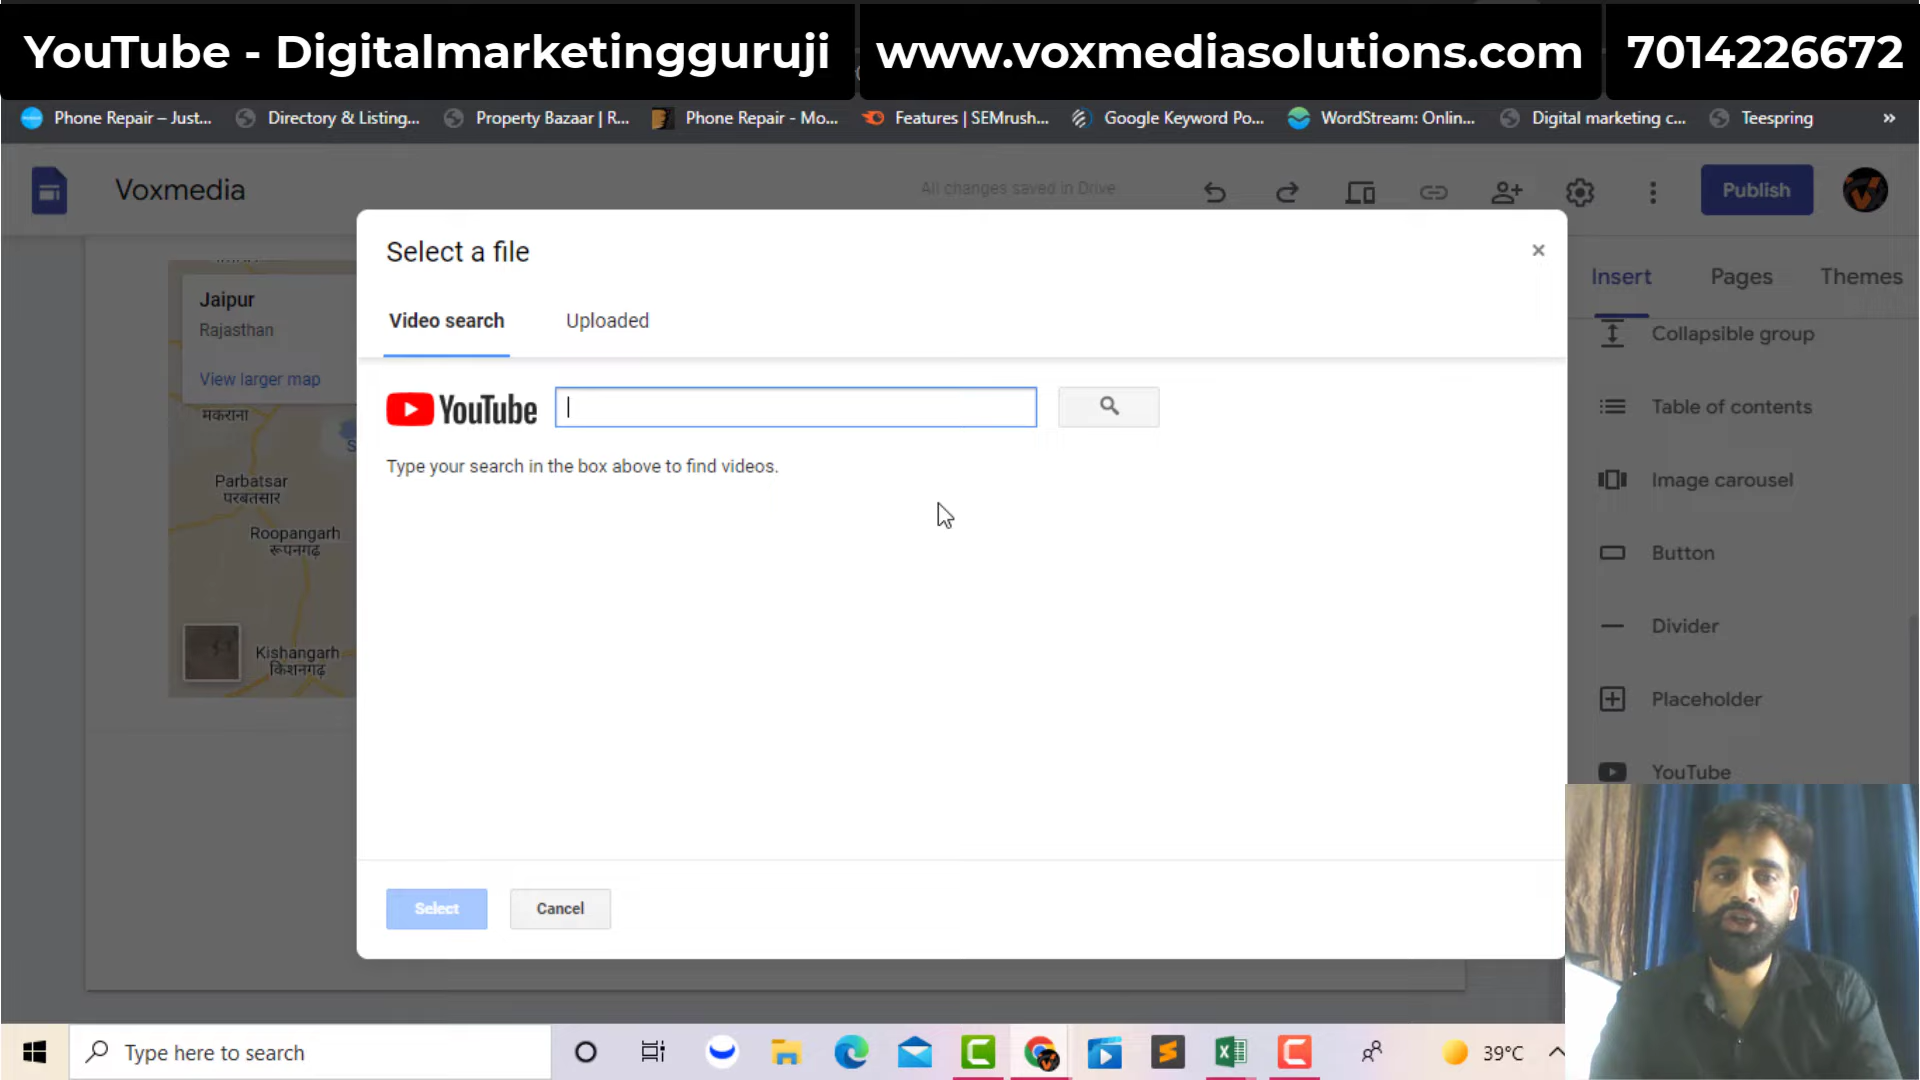 YouTube - Digitalmarketingguruji
www.voxmediasolutions.com
7014226672
Phone Repair – Just...
Directory & Listing...
Property Bazaar | R...
Phone Repair - Mo...
Features | SEMrush...
Google Keyword Po...
WordStream: Onlin...
Digital marketing c...
Teespring
»
Voxmedia
All changes saved in Drive
Publish
Select a file
Video search
Uploaded
YouTube
Type your search in the box above to find videos.
Select
Cancel
Jaipur
Rajasthan
View larger map
मकराना
Parbatsar
परबतसार
Roopangarh
रूपनगढ़
Kishangarh
किशनगढ़
Insert
Pages
Themes
Collapsible group
Table of contents
Image carousel
Button
Divider
Placeholder
YouTube
Type here to search
39°C